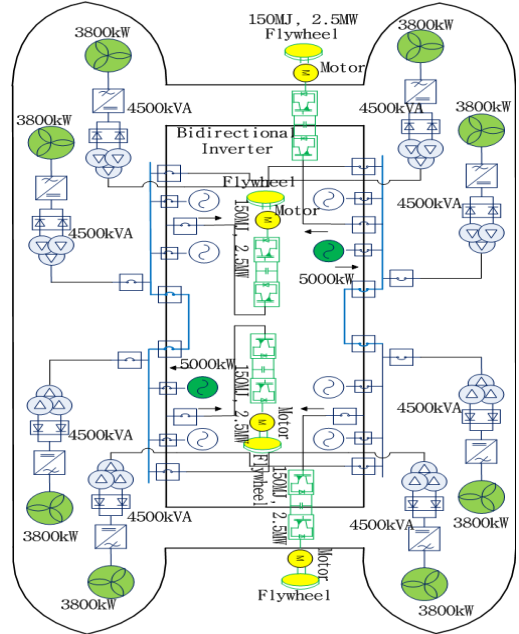 3800kW
150MJ, 2.5MW
Flywheel
3800kW
Motor
M
4500kVA
4500kVA
3800kW
3800kW
Bidirectional
Inverter
Flywheel
Motor
M
150MJ, 2.5MW
4500kVA
4500kVA
5000kW
5000kW
150MJ, 2.5MW
4500kVA
4500kVA
Motor
M
Flywheel
150MJ, 2.5MW
3800kW
3800kW
4500kVA
4500kVA
Motor
M
3800kW
Flywheel
3800kW